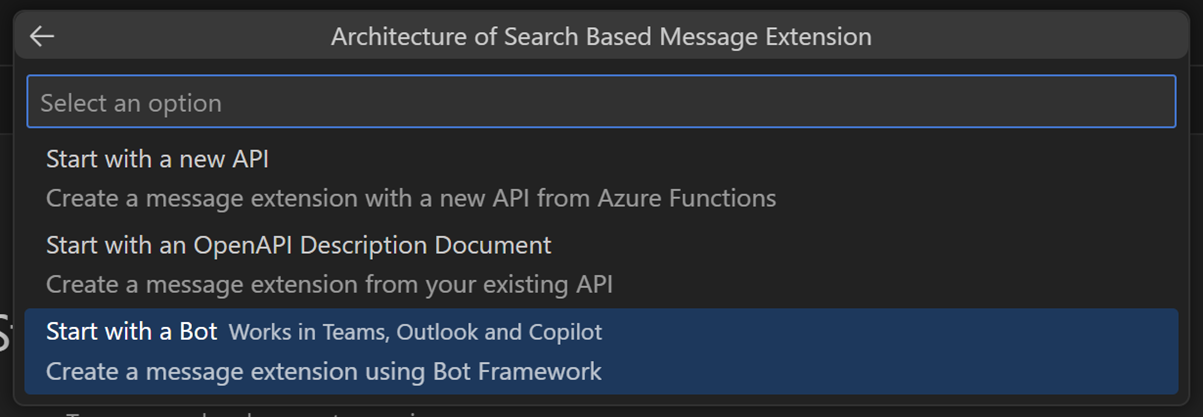 Architecture of Search Based Message Extension
Select an option
Start with a new API
Create a message extension with a new API from Azure Functions
Start with an OpenAPI Description Document
Create a message extension from your existing API
Start with a Bot Works in Teams, Outlook and Copilot
Create a message extension using Bot Framework